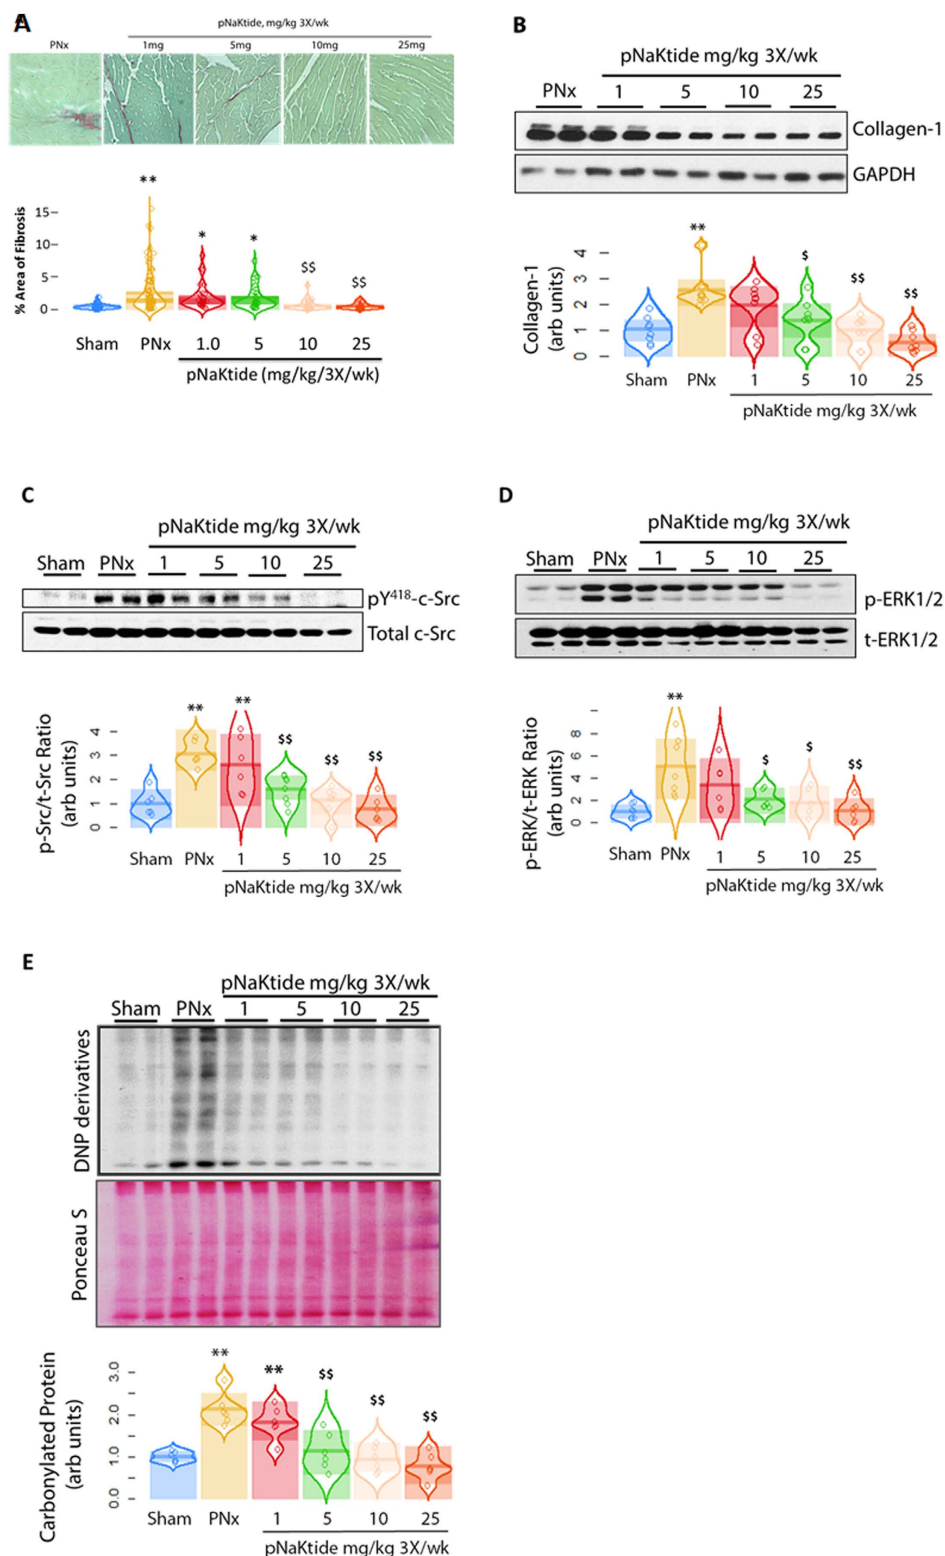 A
pNaKtide, mg/kg 3X/wk
PNx 1mg 5mg 10mg 25mg
% Area of Fibrosis
15
10
5
0
** * * $$ $$
Sham PNx 1.0 5 10 25
pNaKtide (mg/kg/3X/wk)
B
pNaKtide mg/kg 3X/wk
PNx 1 5 10 25
Collagen-1
GAPDH
Collagen-1
(arb units)
4
3
2
1
0
** $ $$ $$
Sham PNx 1 5 10 25
pNaKtide mg/kg 3X/wk
C
pNaKtide mg/kg 3X/wk
Sham PNx 1 5 10 25
pY418-c-Src
Total c-Src
p-Src/t-Src Ratio
(arb units)
4
3
2
1
0
** ** $$ $$ $$
Sham PNx 1 5 10 25
pNaKtide mg/kg 3X/wk
D
pNaKtide mg/kg 3X/wk
Sham PNx 1 5 10 25
p-ERK1/2
t-ERK1/2
p-ERK/t-ERK Ratio
(arb units)
8
6
4
2
0
** $ $ $$
Sham PNx 1 5 10 25
pNaKtide mg/kg 3X/wk
E
pNaKtide mg/kg 3X/wk
Sham PNx 1 5 10 25
DNP derivatives
Ponceau S
Carbonylated Protein
(arb units)
3.0
2.0
1.0
0.0
** ** $$ $$ $$
Sham PNx 1 5 10 25
pNaKtide mg/kg 3X/wk